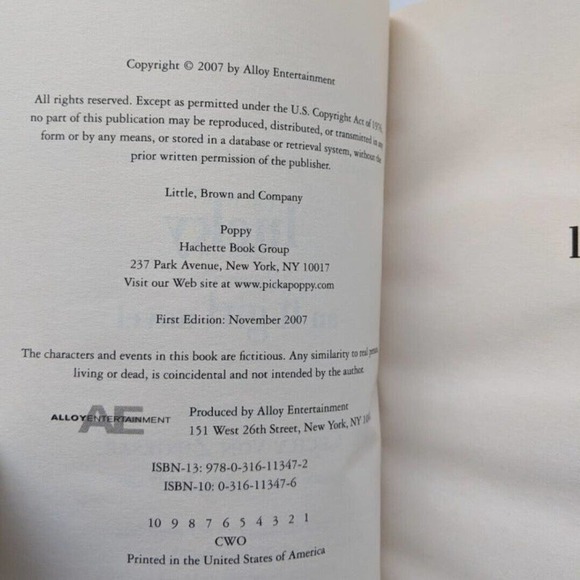 Copyright © 2007 by Alloy Entertainment
All rights reserved. Except as permitted under the U.S. Copyright Act of 1976,
no part of this publication may be reproduced, distributed, or transmitted in any
form or by any means, or stored in a database or retrieval system, without the
prior written permission of the publisher.
Little, Brown and Company
Poppy
Hachette Book Group
237 Park Avenue, New York, NY 10017
Visit our Web site at www.pickapoppy.com
First Edition: November 2007
The characters and events in this book are fictitious. Any similarity to real
living or dead, is coincidental and not intended by the author.
AE
ALLOYENTERTAINMENT
Produced by Alloy Entertainment
151 West 26th Street, New York, NY
ISBN-13: 978-0-316-11347-2
ISBN-10: 0-316-11347-6
10 9 8 7 6 5 4 3 2 1
CWO
Printed in the United States of America